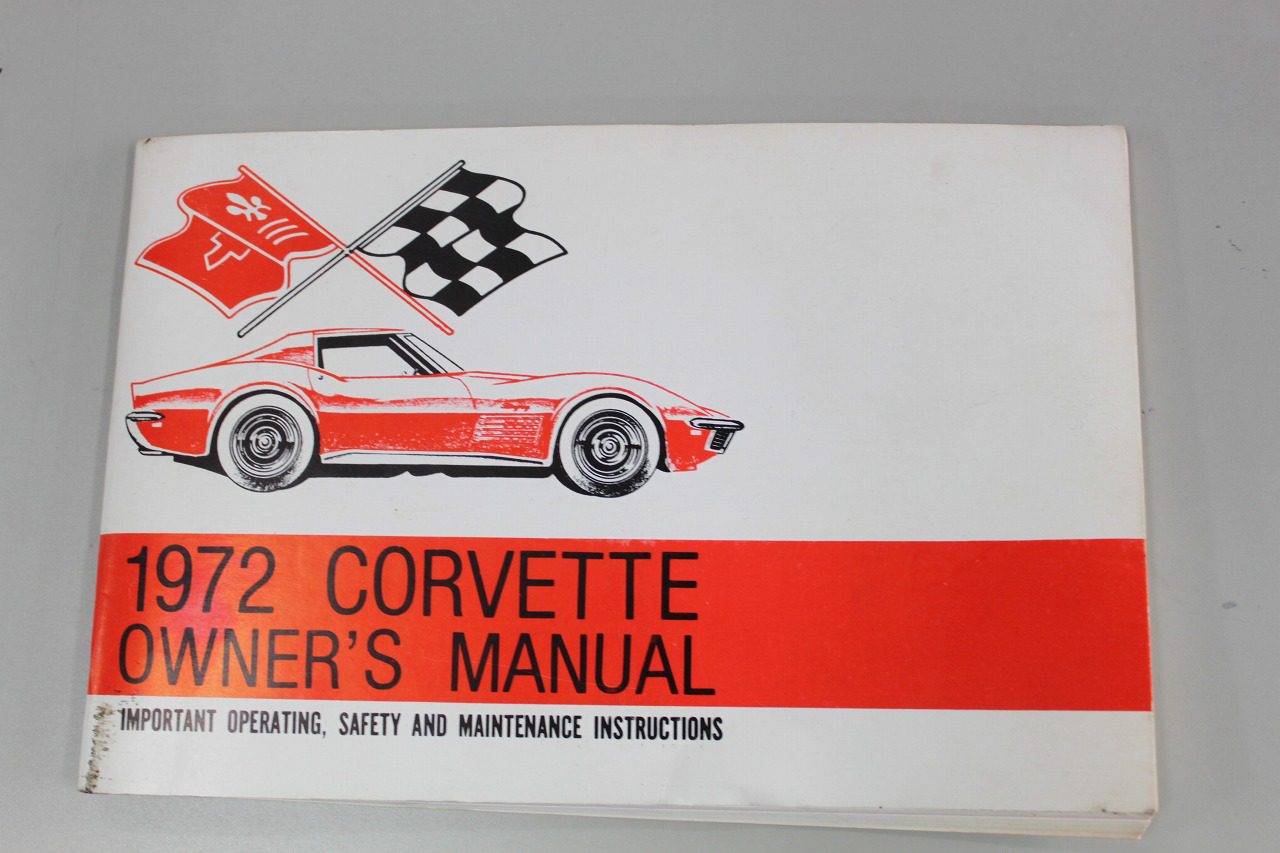 1972 CORVETTE
OWNER'S MANUAL
IMPORTANT OPERATING, SAFETY AND MAINTENANCE INSTRUCTIONS